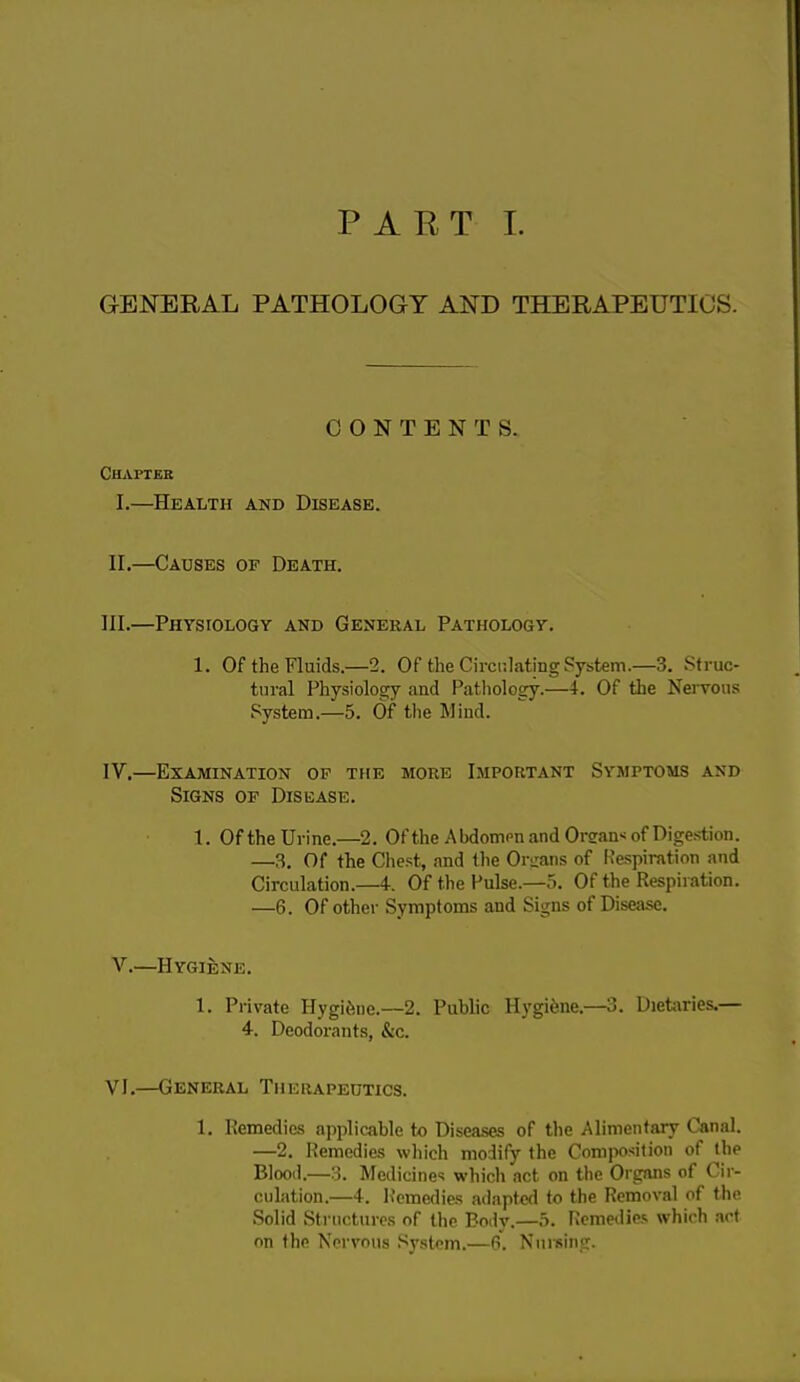 PART I.
GENERAL PATHOLOGY AND THERAPEUTICS.
CONTENTS.
CHAPTER
I.—HEALTH AND DISEASE.
II.—CAUSES OF DEATH.
III.—PHYSIOLOGY AND GENERAL PATHOLOGY.
1. Of the Fluids.—2. Of the Circulating System.—3. Struc-
tural Physiology and Pathology.—4. Of the Nervous
System.—5. Of the Mind.
IV.—EXAMINATION OF THE MORE IMPORTANT SYMPTOMS AND
SIGNS OF DISEASE.
1. Of the Urine.—2. Of the Abdomen and Organs of Digestion.
—3. Of the Chest, and the Organs of Respiration and
Circulation.—4. Of the Pulse.—5. Of the Respiration.
—6. Of other Symptoms and Signs of Disease.
V.—HYGIÈNE.
1. Private Hygiène.—2. Public Hygiène.—3. Dietaries.—
4. Deodorants, &c.
VI.—GENERAL THERAPEUTICS.
1. Remedies applicable to Diseases of the Alimentary Canal.
—2. Remedies which modify the Composition of the
Blood.—3. Medicines which act on the Organs of Cir-
culation.—4. Remedies adapted to the Removal of the
Solid Structures of the Body.—5. Remedies which act
on the Nervous System.—6. Nursing.